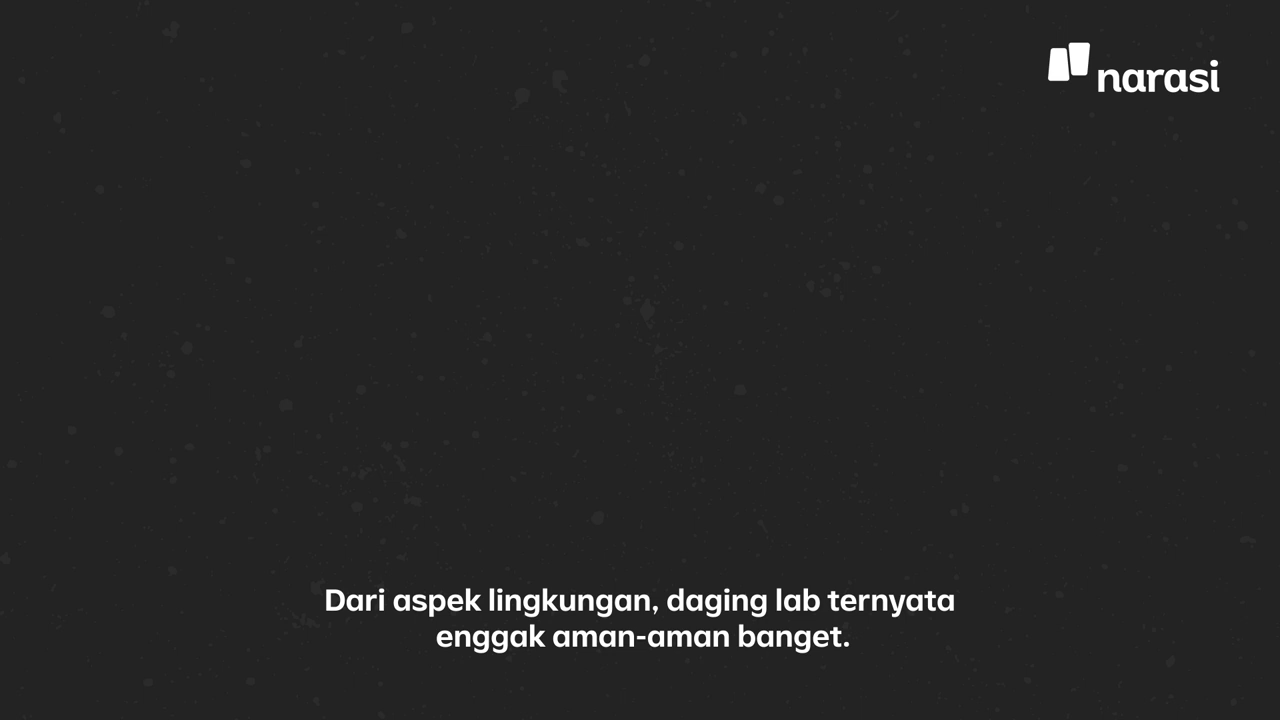 narasi
Dari aspek lingkungan, daging lab ternyata
enggak aman-aman banget.